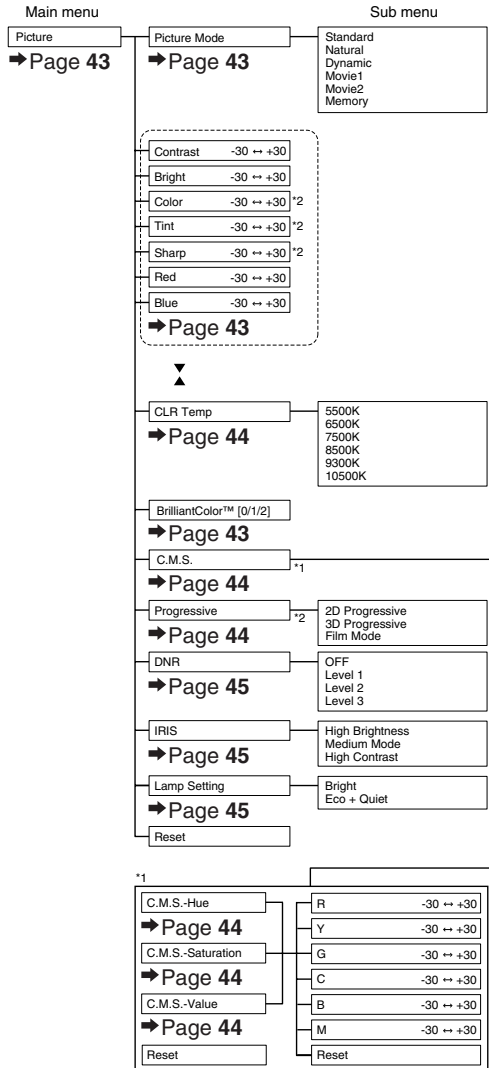 Main menu Sub menu
Picture
➡Page 43
Picture Mode
➡Page 43
Standard
Natural
Dynamic
Movie1
Movie2
Memory
Contrast -30 ↔ +30
Bright -30 ↔ +30
Color -30 ↔ +30 *2
Tint -30 ↔ +30 *2
Sharp -30 ↔ +30 *2
Red -30 ↔ +30
Blue -30 ↔ +30
➡Page 43
CLR Temp
➡Page 44
5500K
6500K
7500K
8500K
9300K
10500K
BrilliantColor™ [0/1/2]
➡Page 43
C.M.S. *1
➡Page 44
Progressive *2
➡Page 44
2D Progressive
3D Progressive
Film Mode
DNR
➡Page 45
OFF
Level 1
Level 2
Level 3
IRIS
➡Page 45
High Brightness
Medium Mode
High Contrast
Lamp Setting
➡Page 45
Bright
Eco + Quiet
Reset
*1
C.M.S.-Hue
➡Page 44
C.M.S.-Saturation
➡Page 44
C.M.S.-Value
➡Page 44
Reset
R -30 ↔ +30
Y -30 ↔ +30
G -30 ↔ +30
C -30 ↔ +30
B -30 ↔ +30
M -30 ↔ +30
Reset